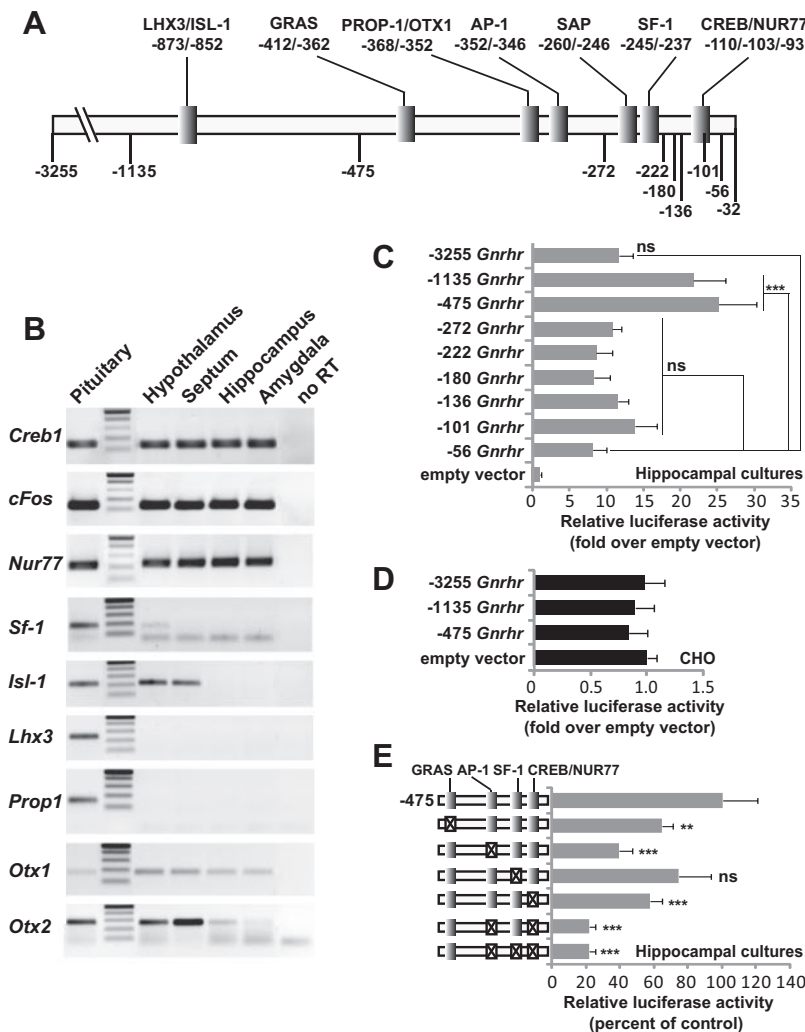 A
LHX3/ISL-1 GRAS PROP-1/OTX1 AP-1 SAP SF-1 CREB/NUR77
-873/-852 -412/-362 -368/-352 -352/-346 -260/-246 -245/-237 -110/-103/-93
-3255 -1135 -475 -272 -222 -101 -56
-180 -32
-136
B
Pituitary Hypothalamus Septum Hippocampus Amygdala no RT
Creb1
cFos
Nur77
Sf-1
Isl-1
Lhx3
Prop1
Otx1
Otx2
C
-3255 Gnrhr ns
-1135 Gnrhr
***
-475 Gnrhr
-272 Gnrhr
-222 Gnrhr
ns
-180 Gnrhr
-136 Gnrhr
-101 Gnrhr
-56 Gnrhr
empty vector Hippocampal cultures
0 5 10 15 20 25 30 35
Relative luciferase activity
(fold over empty vector)
D
-3255 Gnrhr
-1135 Gnrhr
-475 Gnrhr
empty vector CHO
0 0.5 1.0 1.5
Relative luciferase activity
(fold over empty vector)
E
GRAS AP-1 SF-1 CREB/NUR77
-475
**
***
ns
***
***
*** Hippocampal cultures
0 20 40 60 80 100 120 140
Relative luciferase activity
(percent of control)